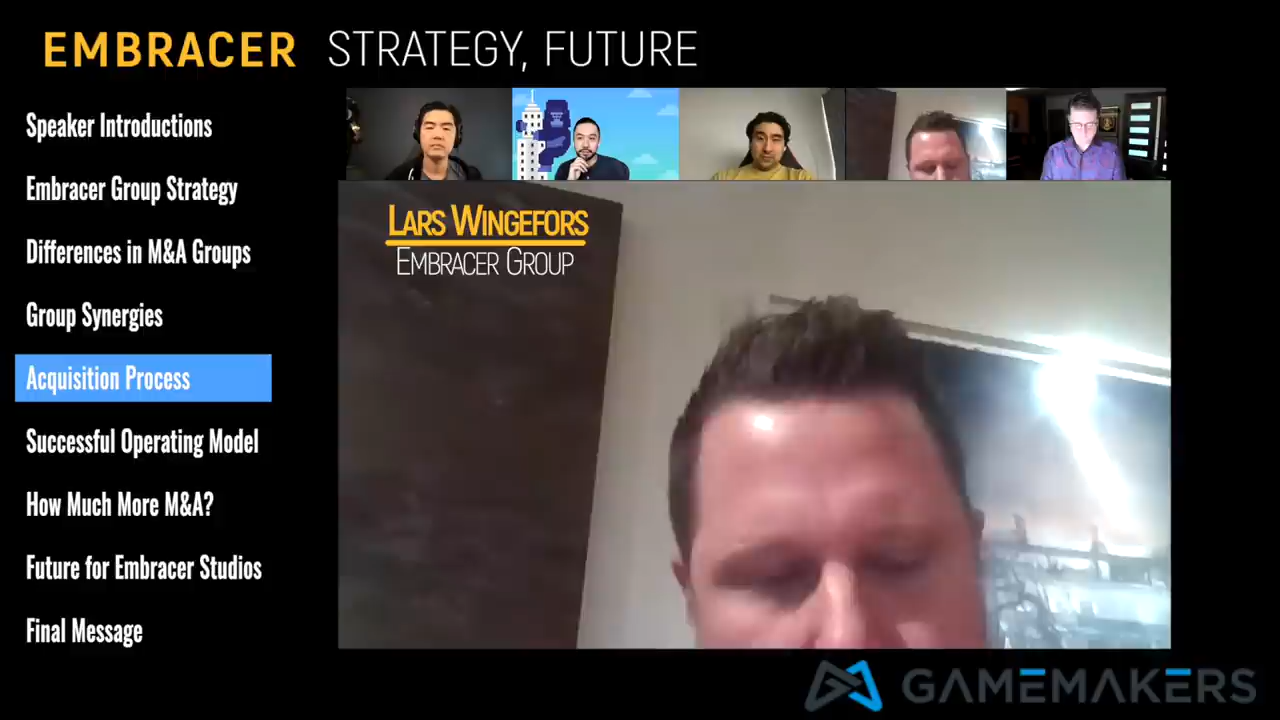 EMBRACER STRATEGY, FUTURE
Speaker Introductions
Embracer Group Strategy
Differences in M&A Groups
Group Synergies
Acquisition Process
Successful Operating Model
How Much More M&A?
Future for Embracer Studios
Final Message
LARS WINGEFORS
EMBRACER GROUP
GAMEMAKERS